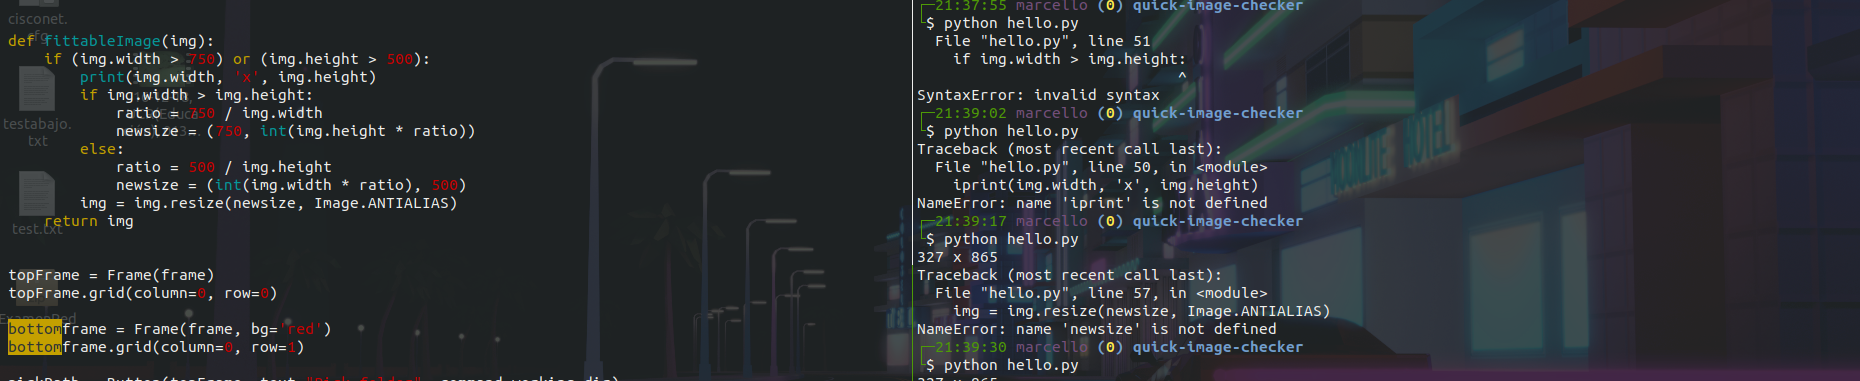 cisconet.
cfg
def fittableImage(img):
    if (img.width > 750) or (img.height > 500):
        print(img.width, 'x', img.height)
        if img.width > img.height:
            ratio = 750 / img.width
            newsize = (750, int(img.height * ratio))
        else:
            ratio = 500 / img.height
            newsize = (int(img.width * ratio), 500)
        img = img.resize(newsize, Image.ANTIALIAS)
    return img
testabajo.
txt
test.txt
topFrame = Frame(frame)
topFrame.grid(column=0, row=0)
ExamenRed
bottomframe = Frame(frame, bg='red')
bottomframe.grid(column=0, row=1)
21:37:55 marcello (0) quick-image-checker
$ python hello.py
  File "hello.py", line 51
    if img.width > img.height:
                             ^
SyntaxError: invalid syntax
21:39:02 marcello (0) quick-image-checker
$ python hello.py
Traceback (most recent call last):
  File "hello.py", line 50, in <module>
    iprint(img.width, 'x', img.height)
NameError: name 'iprint' is not defined
21:39:17 marcello (0) quick-image-checker
$ python hello.py
327 x 865
Traceback (most recent call last):
  File "hello.py", line 57, in <module>
    img = img.resize(newsize, Image.ANTIALIAS)
NameError: name 'newsize' is not defined
21:39:30 marcello (0) quick-image-checker
$ python hello.py
327 x 865
MOONLITE MOTEL